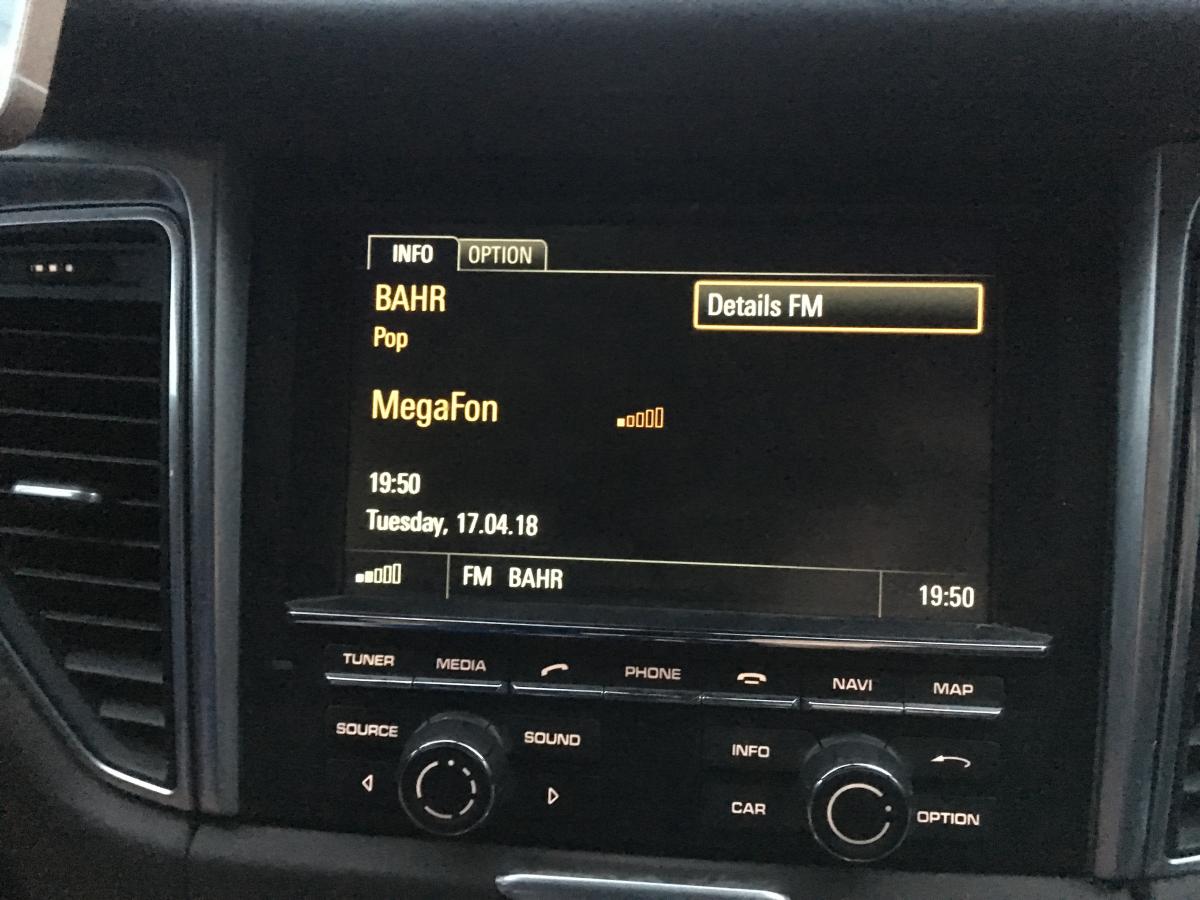 INFO OPTION
BAHR
Details FM
Pop
MegaFon
19:50
Tuesday, 17.04.18
FM BAHR 19:50
TUNER MEDIA PHONE NAVI MAP
SOURCE SOUND INFO
CAR OPTION